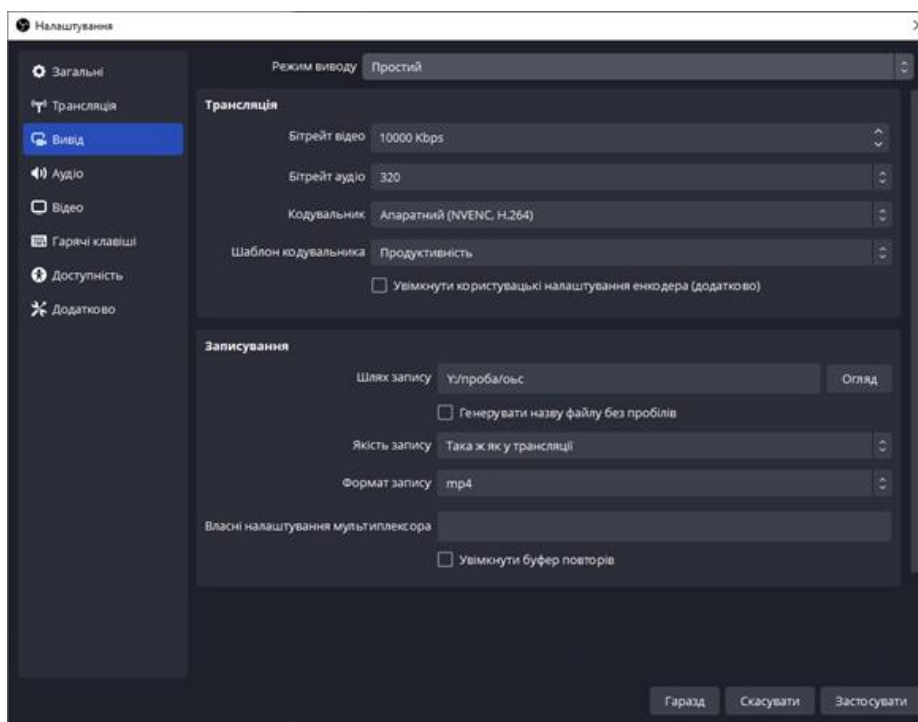 Налаштування
Загальні
Трансляція
Вивід
Аудіо
Відео
Гарячі клавіші
Доступність
Додатково
Режим виводу Простий
Трансляція
Бітрейт відео 10000 Kbps
Бітрейт аудіо 320
Кодувальник Апаратний (NVENC, H.264)
Шаблон кодувальника Продуктивність
Увімкнути користувацькі налаштування енкодера (додатково)
Записування
Шлях запису Y:/проба/оьс Огляд
Генерувати назву файлу без пробілів
Якість запису Така ж як у трансляції
Формат запису mp4
Власні налаштування мультиплексора
Увімкнути буфер повторів
Гаразд Скасувати Застосувати